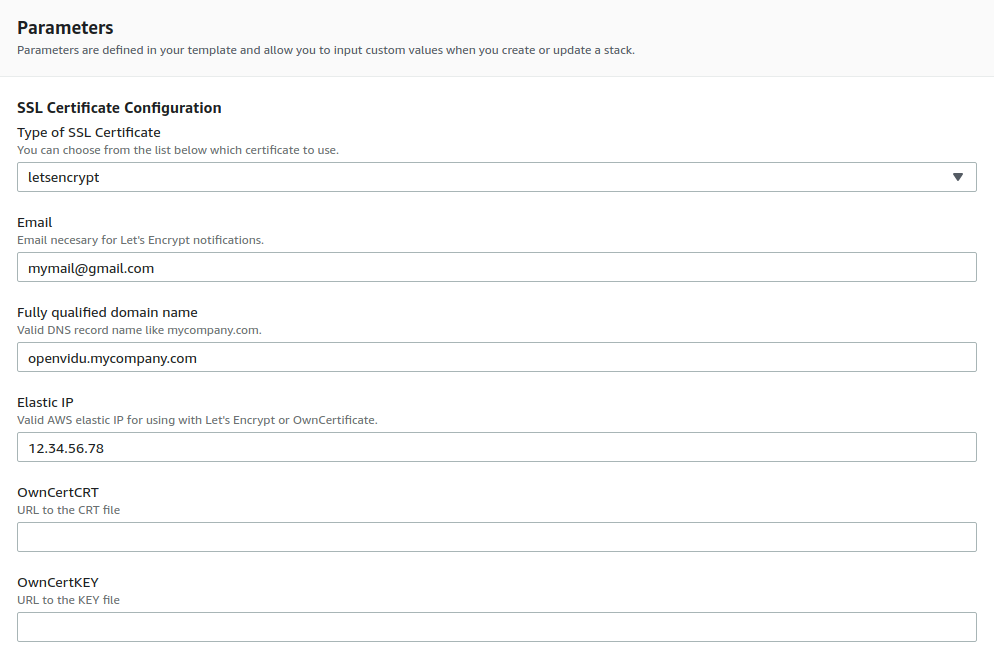 Parameters
Parameters are defined in your template and allow you to input custom values when you create or update a stack.
SSL Certificate Configuration
Type of SSL Certificate
You can choose from the list below which certificate to use.
letsencrypt
Email
Email necesary for Let's Encrypt notifications.
mymail@gmail.com
Fully qualified domain name
Valid DNS record name like mycompany.com.
openvidu.mycompany.com
Elastic IP
Valid AWS elastic IP for using with Let's Encrypt or OwnCertificate.
12.34.56.78
OwnCertCRT
URL to the CRT file
OwnCertKEY
URL to the KEY file